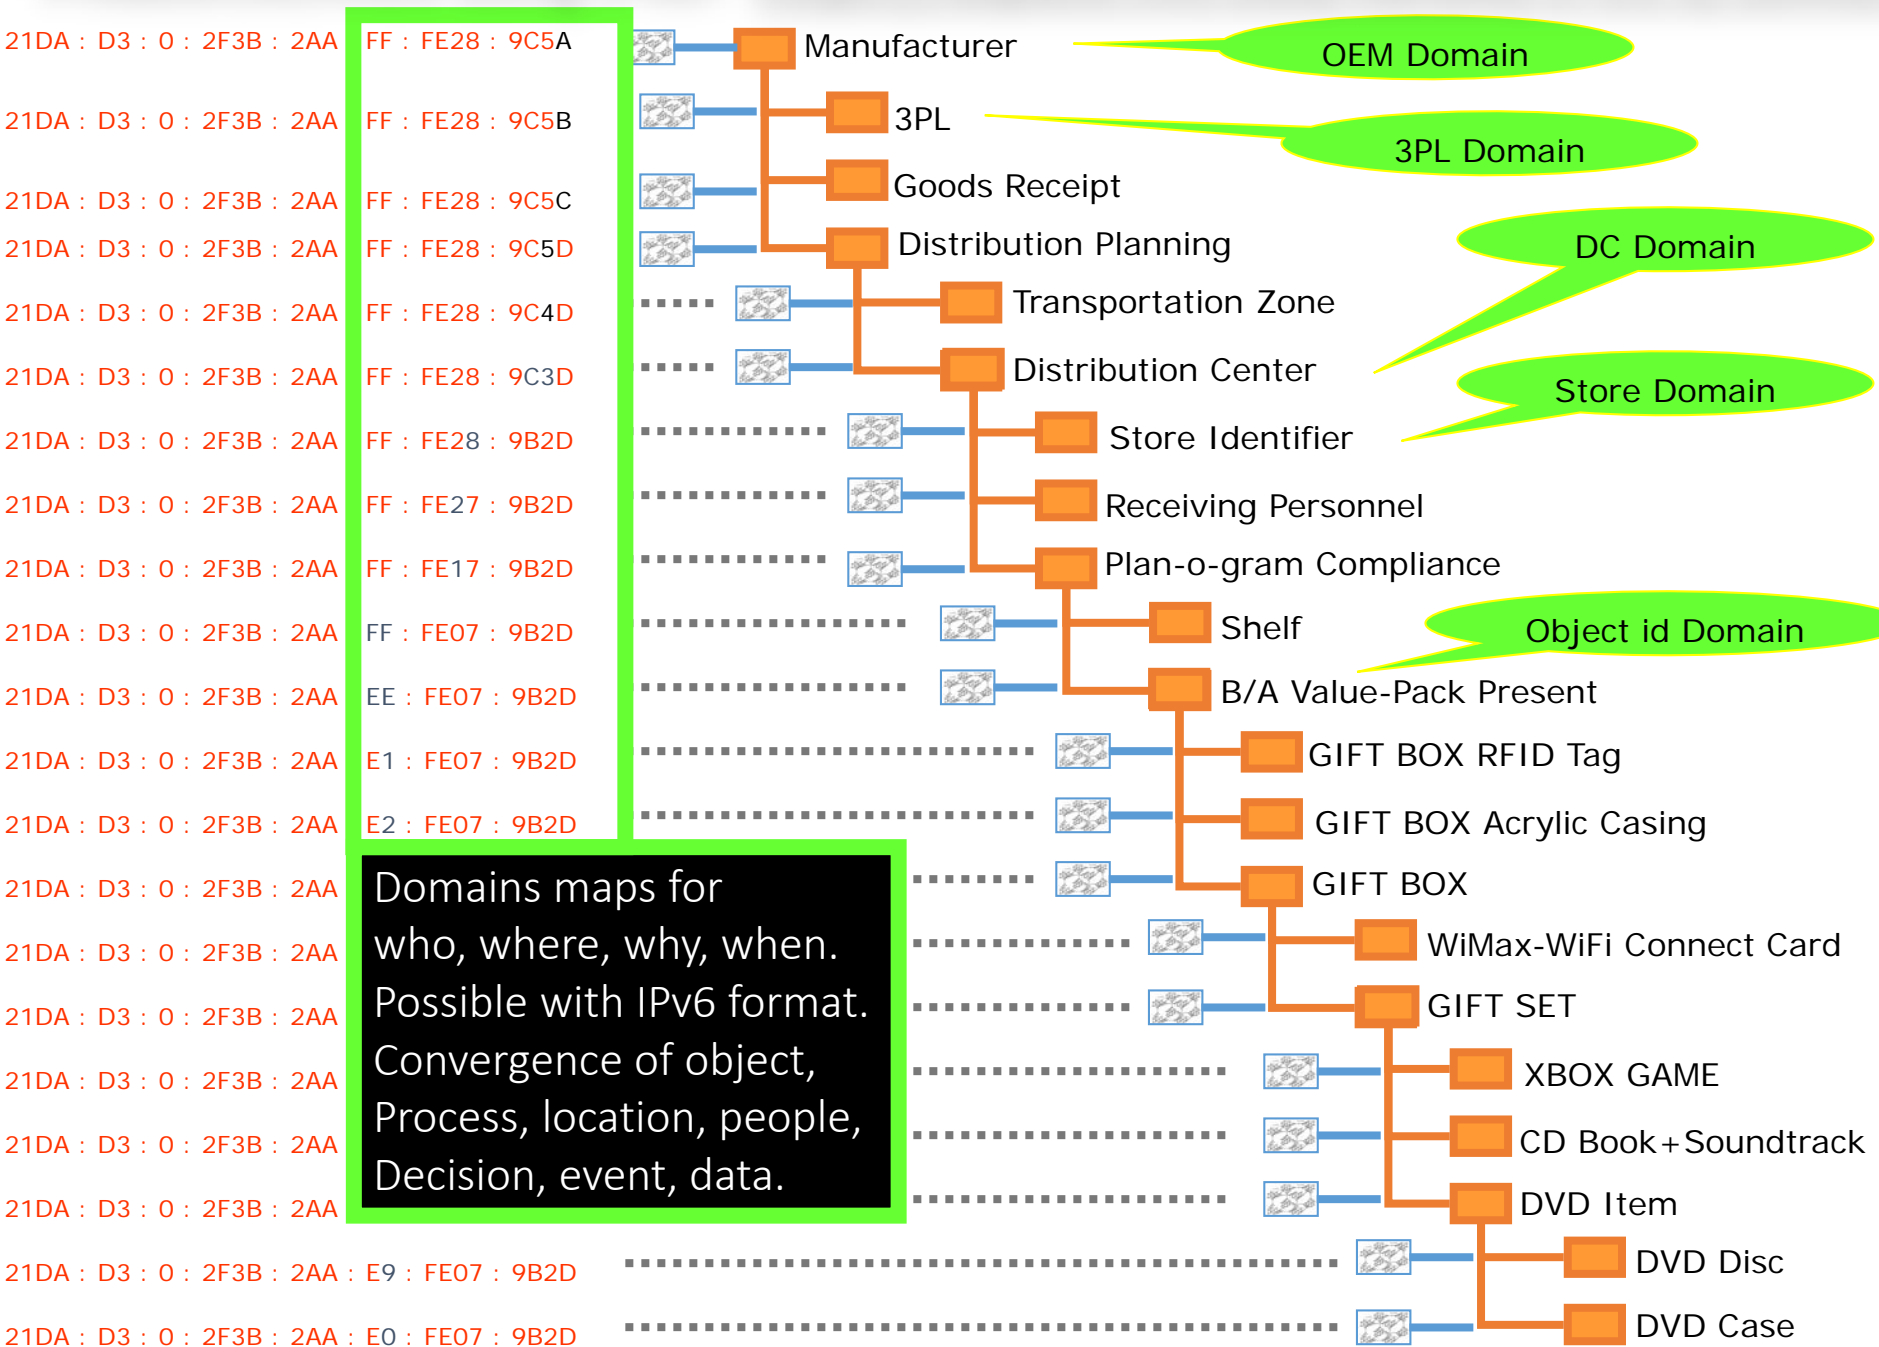 21DA : D3 : 0 : 2F3B : 2AA FF : FE28 : 9C5A Manufacturer OEM Domain
21DA : D3 : 0 : 2F3B : 2AA FF : FE28 : 9C5B 3PL 3PL Domain
21DA : D3 : 0 : 2F3B : 2AA FF : FE28 : 9C5C Goods Receipt
21DA : D3 : 0 : 2F3B : 2AA FF : FE28 : 9C5D Distribution Planning DC Domain
21DA : D3 : 0 : 2F3B : 2AA FF : FE28 : 9C4D Transportation Zone
21DA : D3 : 0 : 2F3B : 2AA FF : FE28 : 9C3D Distribution Center Store Domain
21DA : D3 : 0 : 2F3B : 2AA FF : FE28 : 9B2D Store Identifier
21DA : D3 : 0 : 2F3B : 2AA FF : FE27 : 9B2D Receiving Personnel
21DA : D3 : 0 : 2F3B : 2AA FF : FE17 : 9B2D Plan-o-gram Compliance
21DA : D3 : 0 : 2F3B : 2AA FF : FE07 : 9B2D Shelf Object id Domain
21DA : D3 : 0 : 2F3B : 2AA EE : FE07 : 9B2D B/A Value-Pack Present
21DA : D3 : 0 : 2F3B : 2AA E1 : FE07 : 9B2D GIFT BOX RFID Tag
21DA : D3 : 0 : 2F3B : 2AA E2 : FE07 : 9B2D GIFT BOX Acrylic Casing
21DA : D3 : 0 : 2F3B : 2AA GIFT BOX
21DA : D3 : 0 : 2F3B : 2AA WiMax-WiFi Connect Card
21DA : D3 : 0 : 2F3B : 2AA GIFT SET
21DA : D3 : 0 : 2F3B : 2AA XBOX GAME
21DA : D3 : 0 : 2F3B : 2AA CD Book+Soundtrack
21DA : D3 : 0 : 2F3B : 2AA DVD Item
Domains maps for
who, where, why, when.
Possible with IPv6 format.
Convergence of object,
Process, location, people,
Decision, event, data.
21DA : D3 : 0 : 2F3B : 2AA : E9 : FE07 : 9B2D DVD Disc
21DA : D3 : 0 : 2F3B : 2AA : E0 : FE07 : 9B2D DVD Case